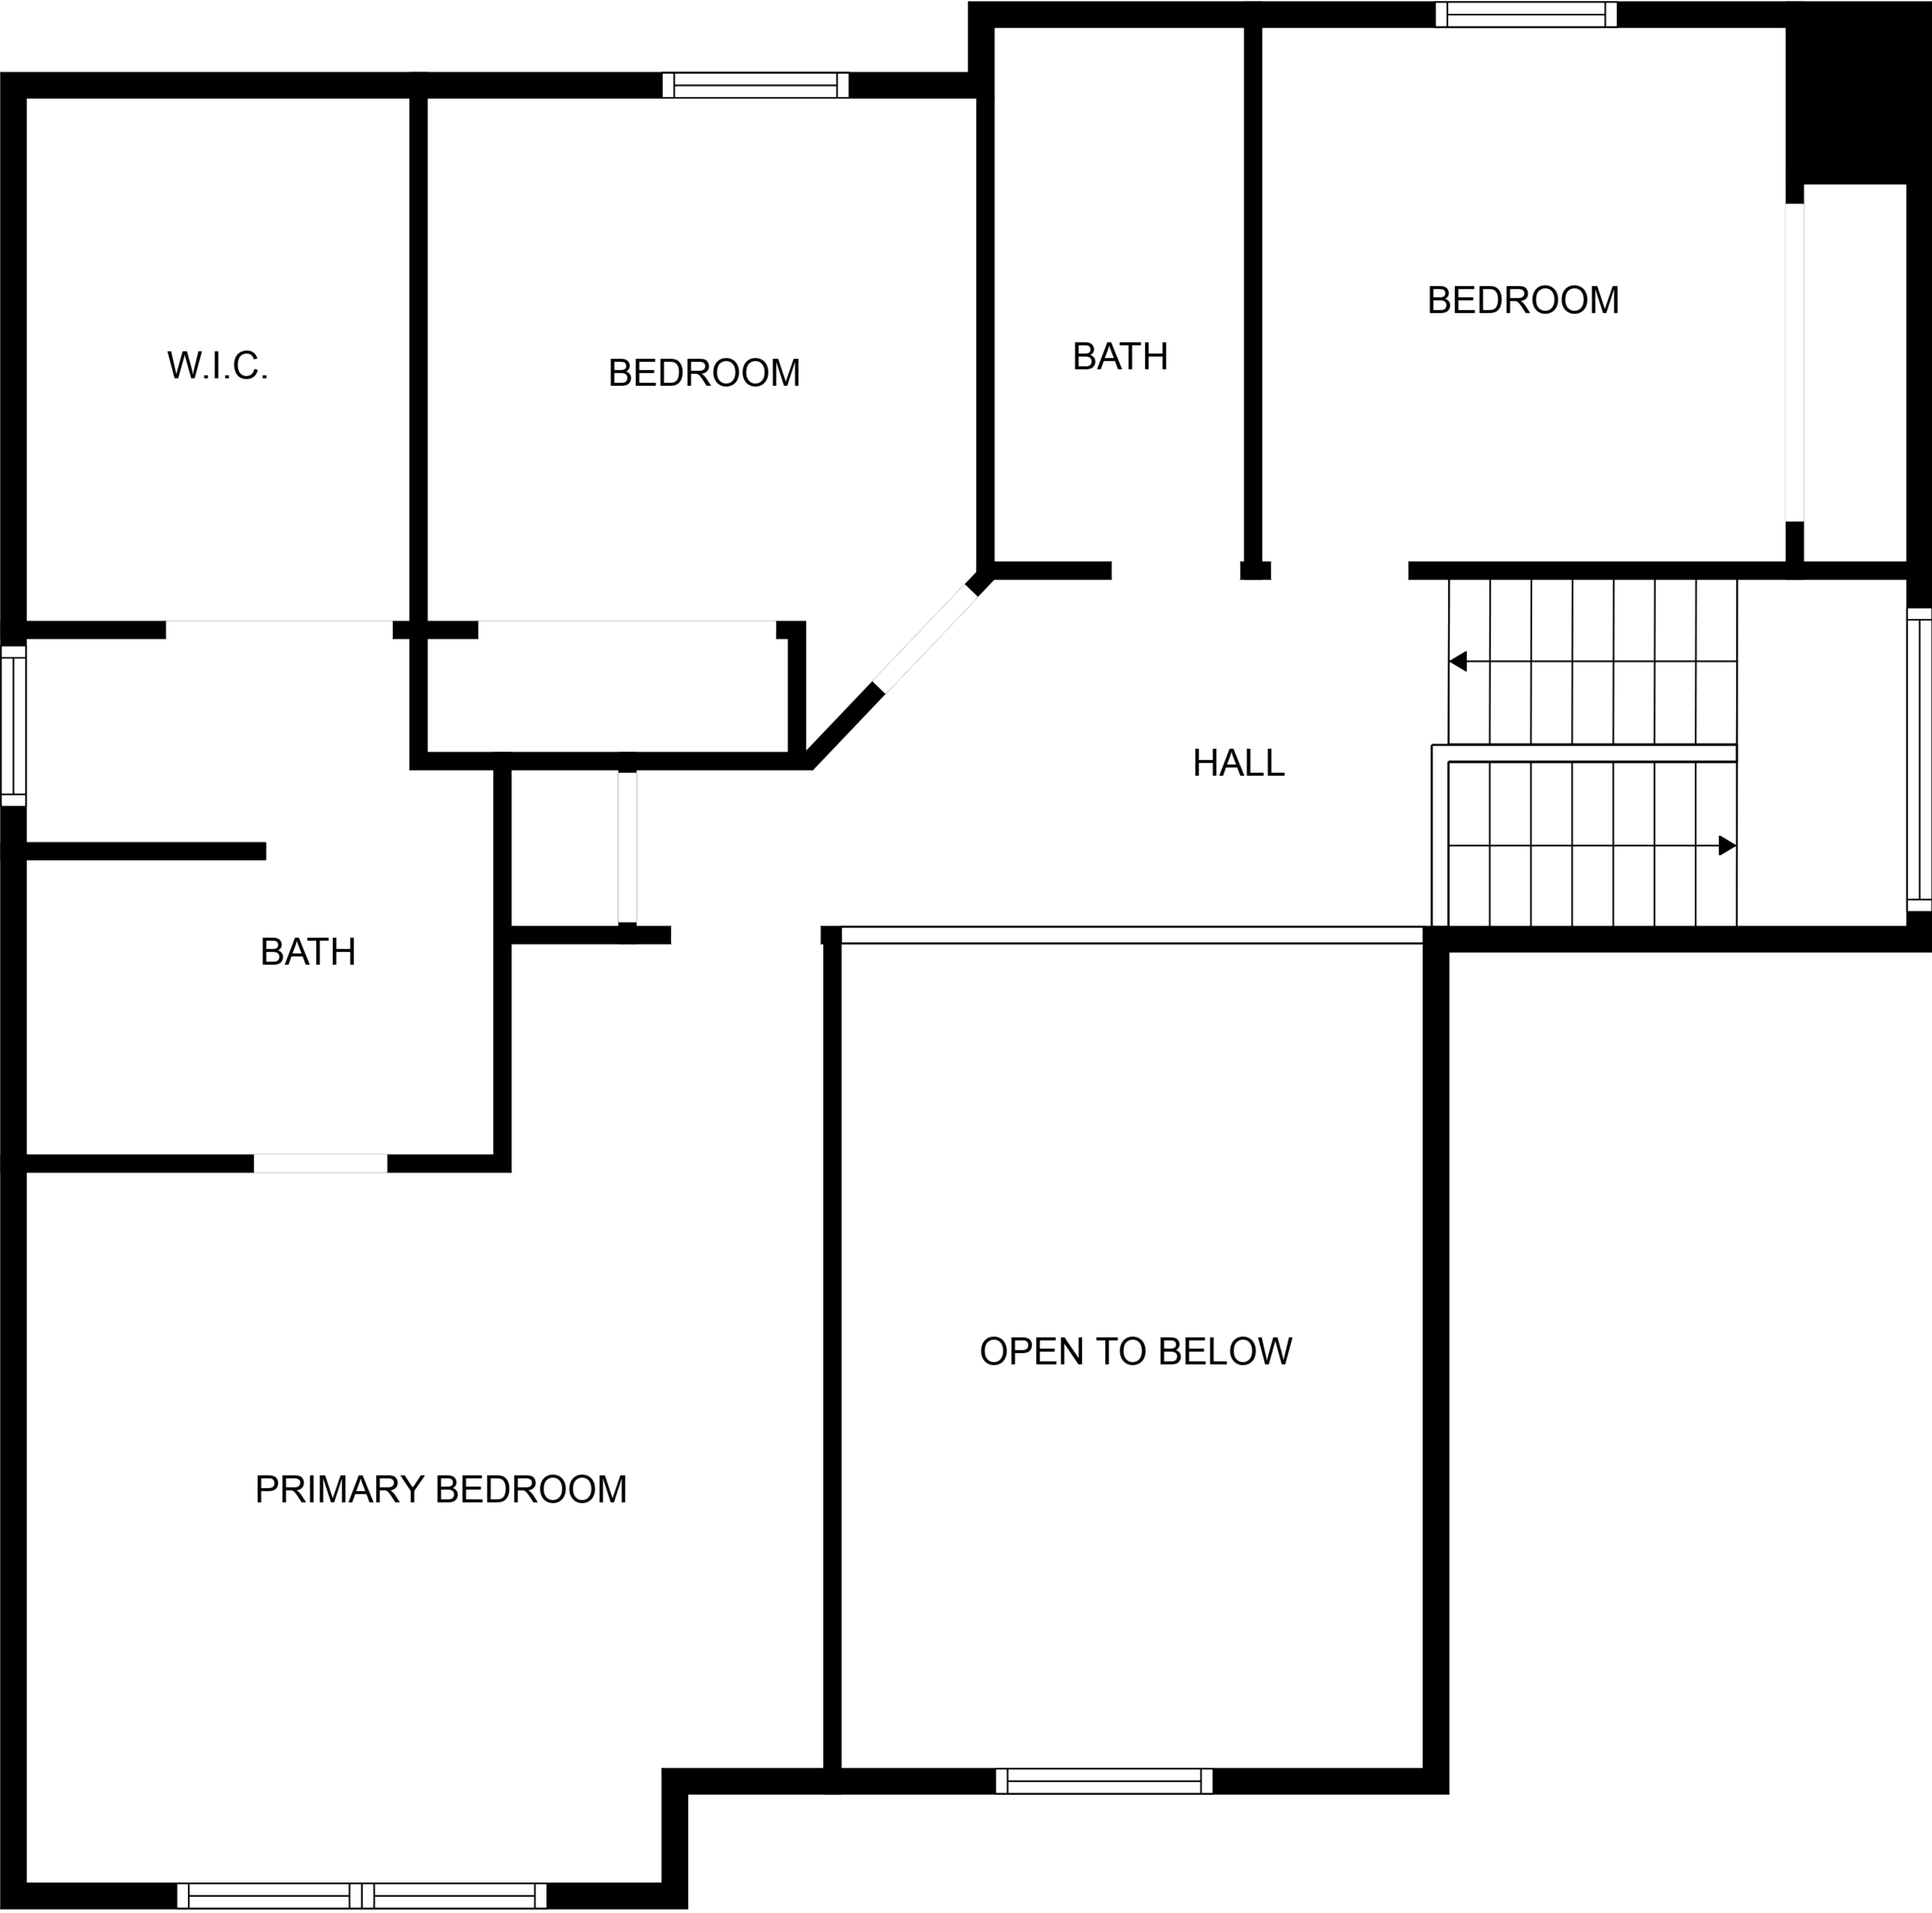 BEDROOM
BATH
W.I.C.
BEDROOM
HALL
BATH
OPEN TO BELOW
PRIMARY BEDROOM